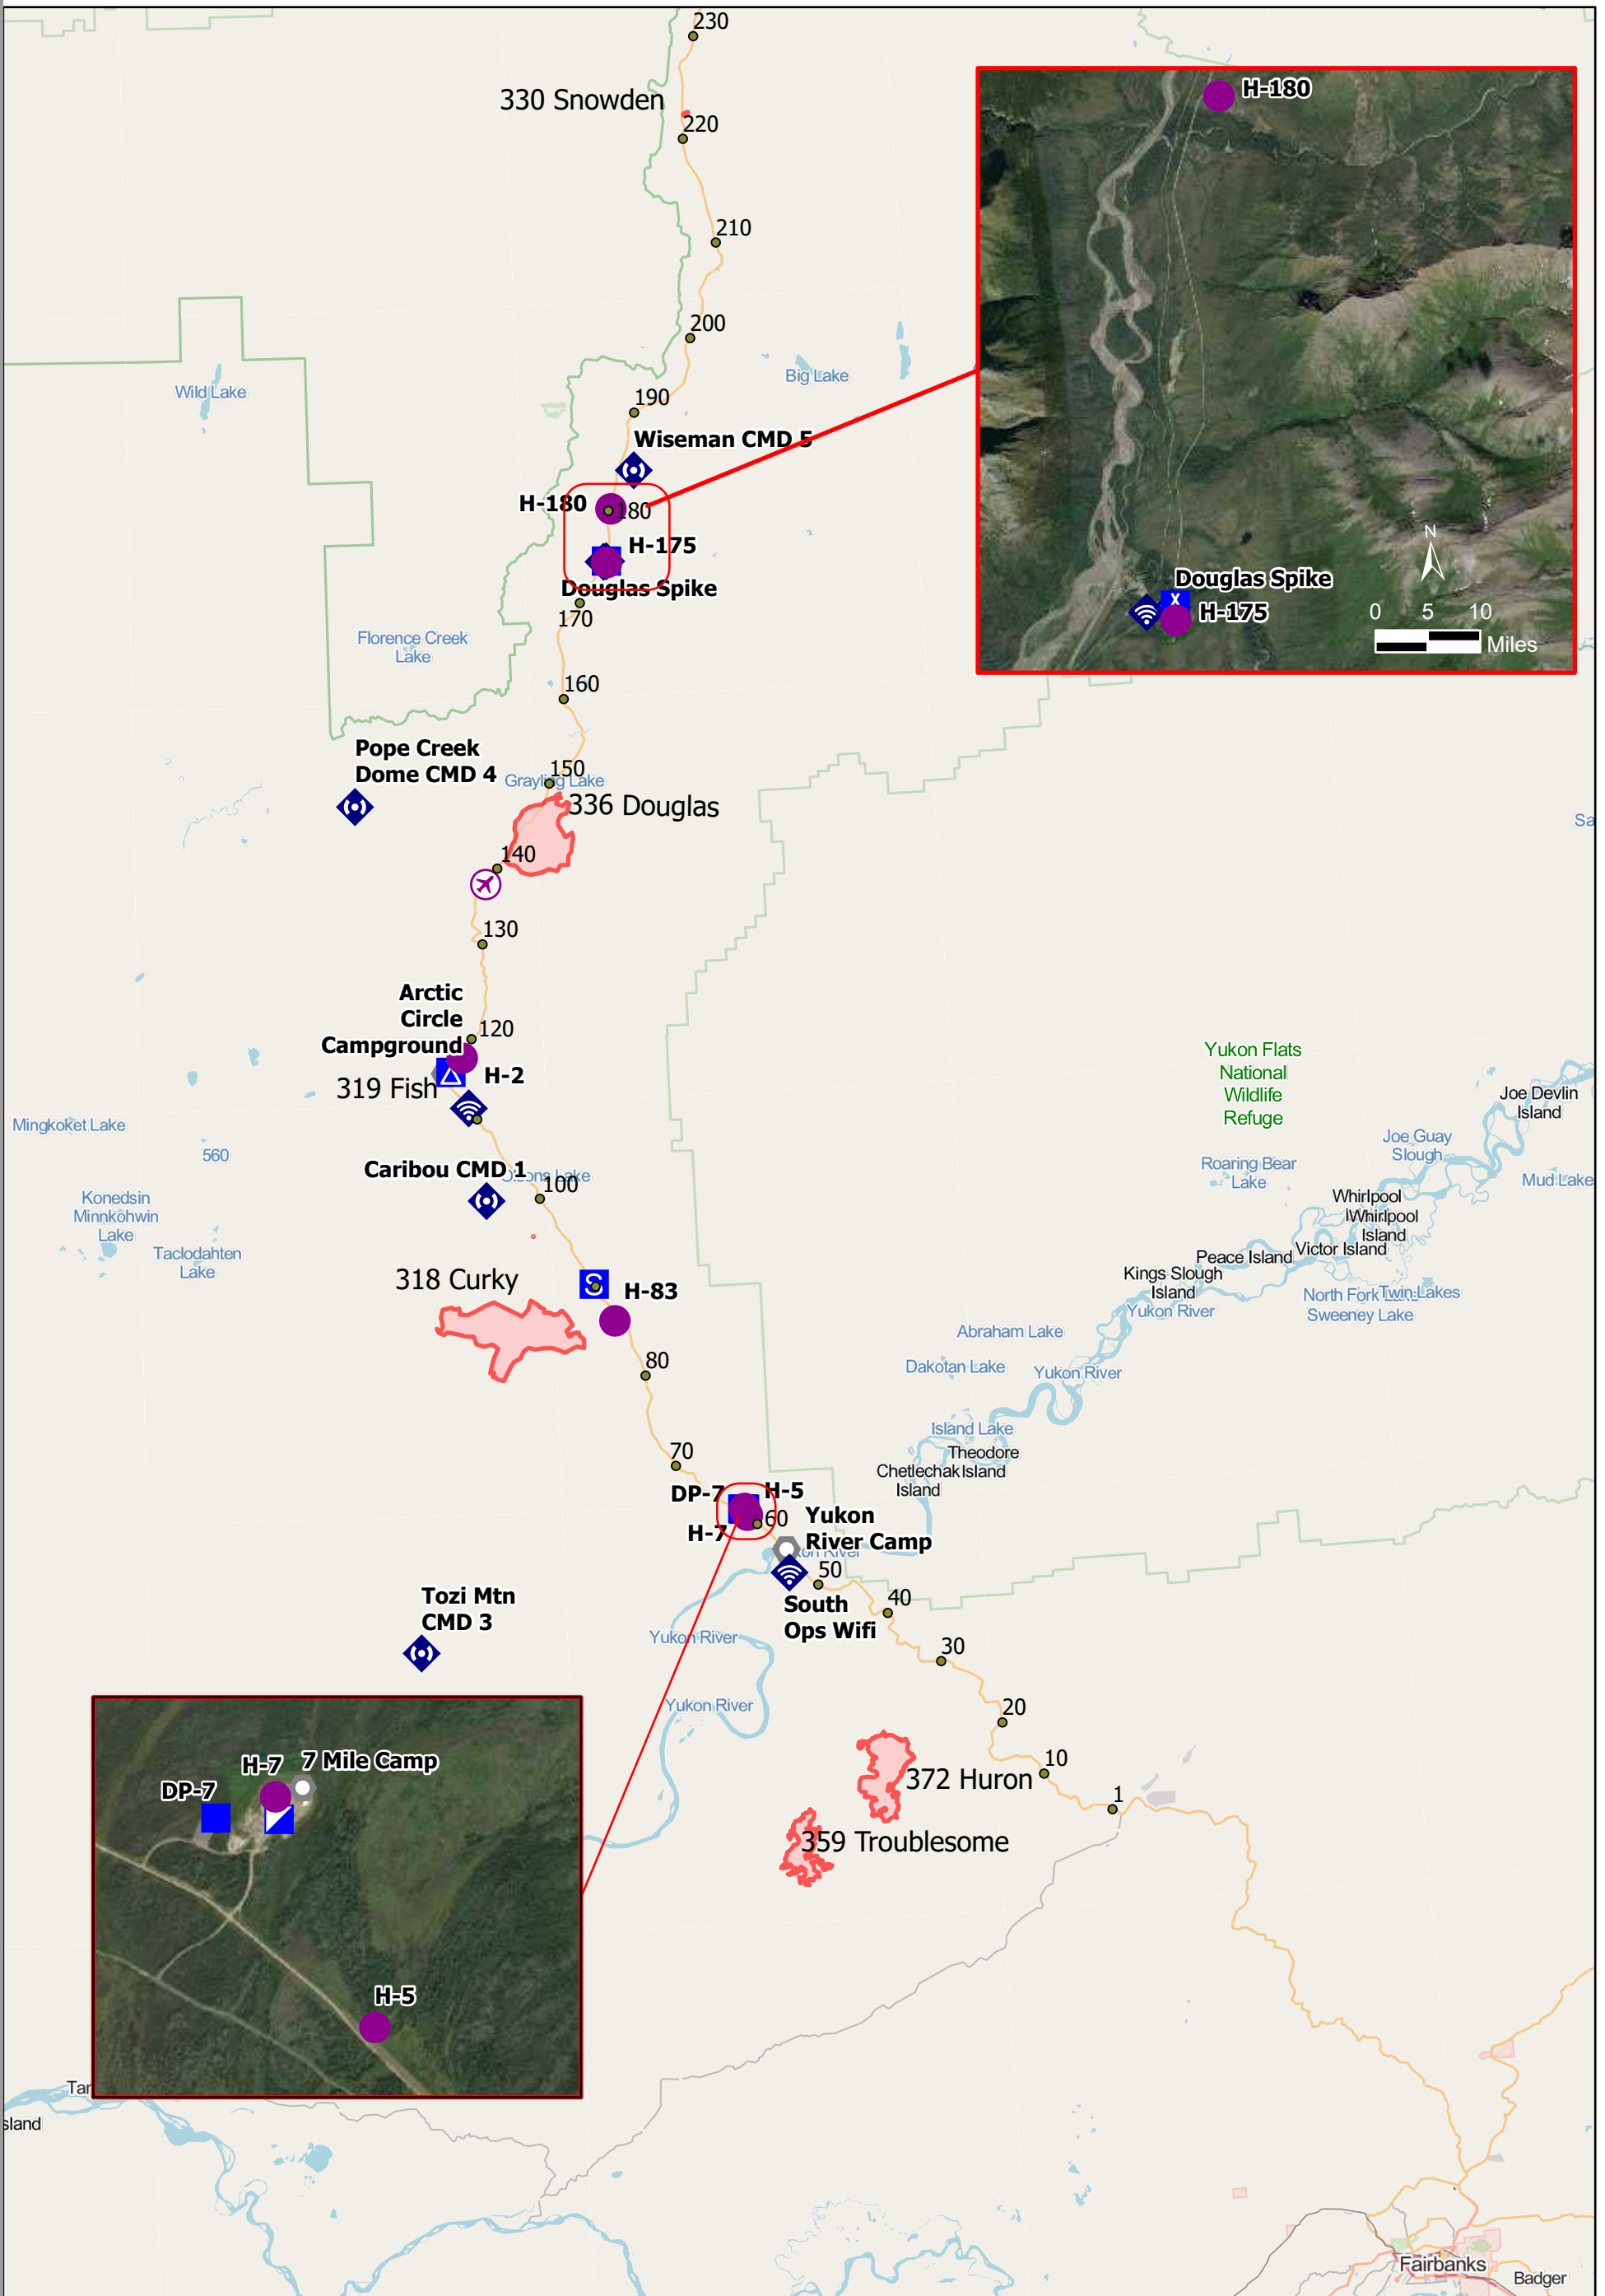 230
330 Snowden
220
210
200
Wild Lake
Big Lake
190
Wiseman CMD 5
H-180
180
H-175
Douglas Spike
170
Florence Creek
Lake
160
H-180
Douglas Spike
H-175
N
0 5 10
Miles
Pope Creek
Dome CMD 4
150
Grayling Lake
336 Douglas
Sa
140
130
Arctic
Circle
Campground
120
319 Fish
H-2
Mingkoket Lake
560
Caribou CMD 1
100
Konedsin
Minnkohwin
Lake
Taclodahten
Lake
318 Curky
S
H-83
80
70
Yukon Flats
National
Wildlife
Refuge
Joe Devlin
Island
Joe Guay
Slough
Roaring Bear
Lake
Mud Lake
Whirlpool
Whirlpool
Island
Victor Island
Peace Island
Kings Slough
Island
Yukon River
North Fork Lake
Twin Lakes
Sweeney Lake
Abraham Lake
Dakotan Lake
Yukon River
Island Lake
Theodore
Island
Chetlechak
Island
DP-7
H-5
H-7
60
Yukon
River Camp
50
South
Ops Wifi
40
Tozi Mtn
CMD 3
Yukon River
30
Yukon River
20
10
372 Huron
1
359 Troublesome
H-7
7 Mile Camp
DP-7
H-5
Tar
sland
Fairbanks
Badger